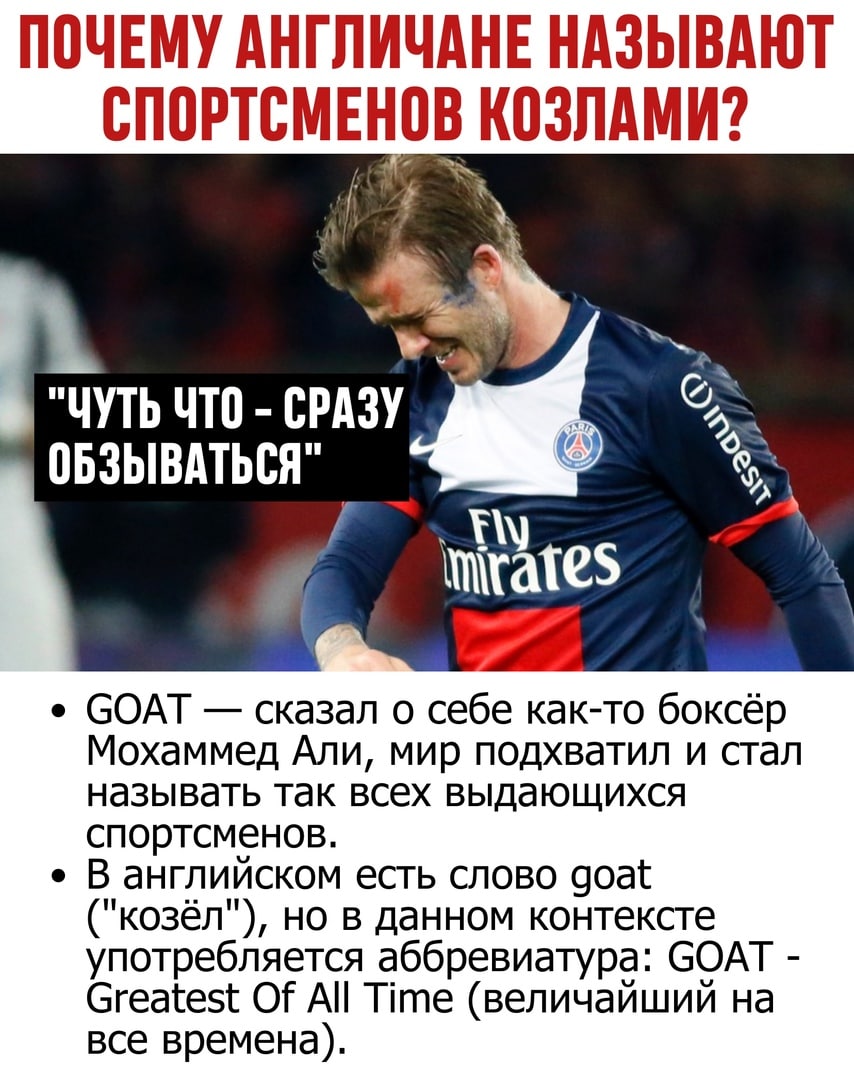 ПОЧЕМУ АНГЛИЧАНЕ НАЗЫВАЮТ
СПОРТСМЕНОВ КОЗЛАМИ?
"ЧУТЬ ЧТО - СРАЗУ
ОБЗЫВАТЬСЯ"
INDESIT
PARIS
Fly
Emirates
• GOAT — сказал о себе как-то боксёр
Мохаммед Али, мир подхватил и стал
называть так всех выдающихся
спортсменов.
• В английском есть слово goat
("козёл"), но в данном контексте
употребляется аббревиатура: GOAT -
Greatest Of All Time (величайший на
все времена).